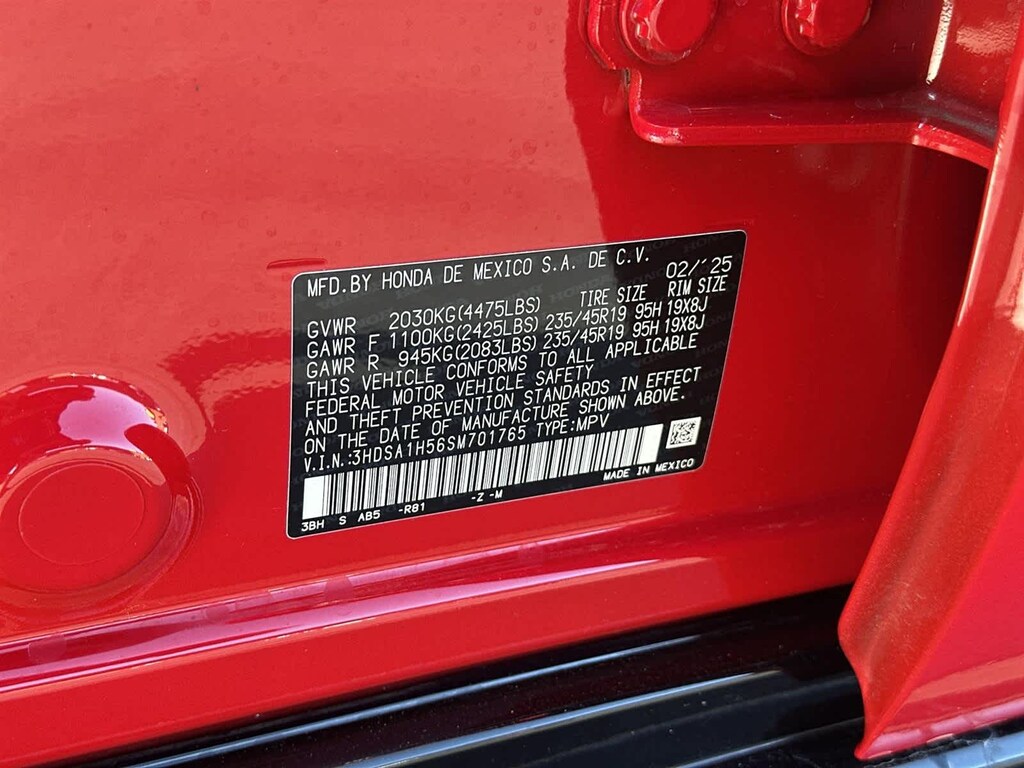 MFD.BY HONDA DE MEXICO S.A. DE C.V. 02/'25
TIRE SIZE RIM SIZE
GVWR 2030KG(4475LBS)
GAWR F 1100KG(2425LBS) 235/45R19 95H 19X8J
GAWR R 945KG(2083LBS) 235/45R19 95H 19X8J
THIS VEHICLE CONFORMS TO ALL APPLICABLE
FEDERAL MOTOR VEHICLE SAFETY
AND THEFT PREVENTION STANDARDS IN EFFECT
ON THE DATE OF MANUFACTURE SHOWN ABOVE.
V.I.N.:3HDSA1H56SM701765 TYPE:MPV
MADE IN MEXICO
3BH S AB5 -R81 -Z -M